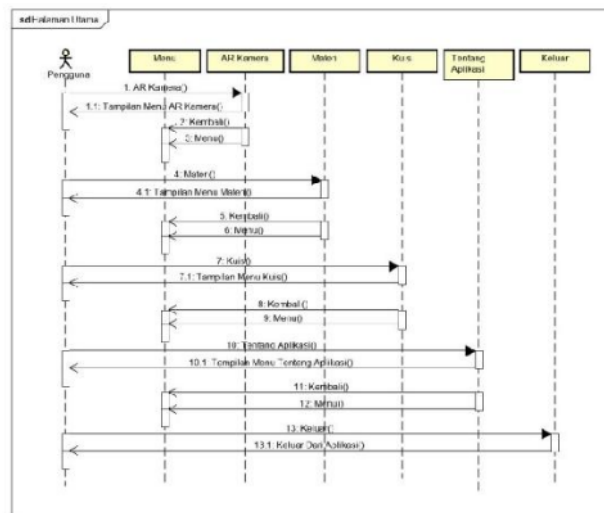 sd Halaman Utama
Pengguna
Menu
AR Kamera
Materi
Kuis
Tentang
Aplikasi
Keluar
1: AR Kamera()
1.1: Tampilan Menu AR Kamera()
2: Kembali()
3: Menu()
4: Materi()
4.1: Tampilan Menu Materi()
5: Kembali()
6: Menu()
7: Kuis()
7.1: Tampilan Menu Kuis()
8: Kembali()
9: Menu()
10: Tentang Aplikasi()
10.1: Tampilan Menu Tentang Aplikasi()
11: Kembali()
12: Menu()
13: Keluar()
13.1: Keluar Dari Aplikasi()